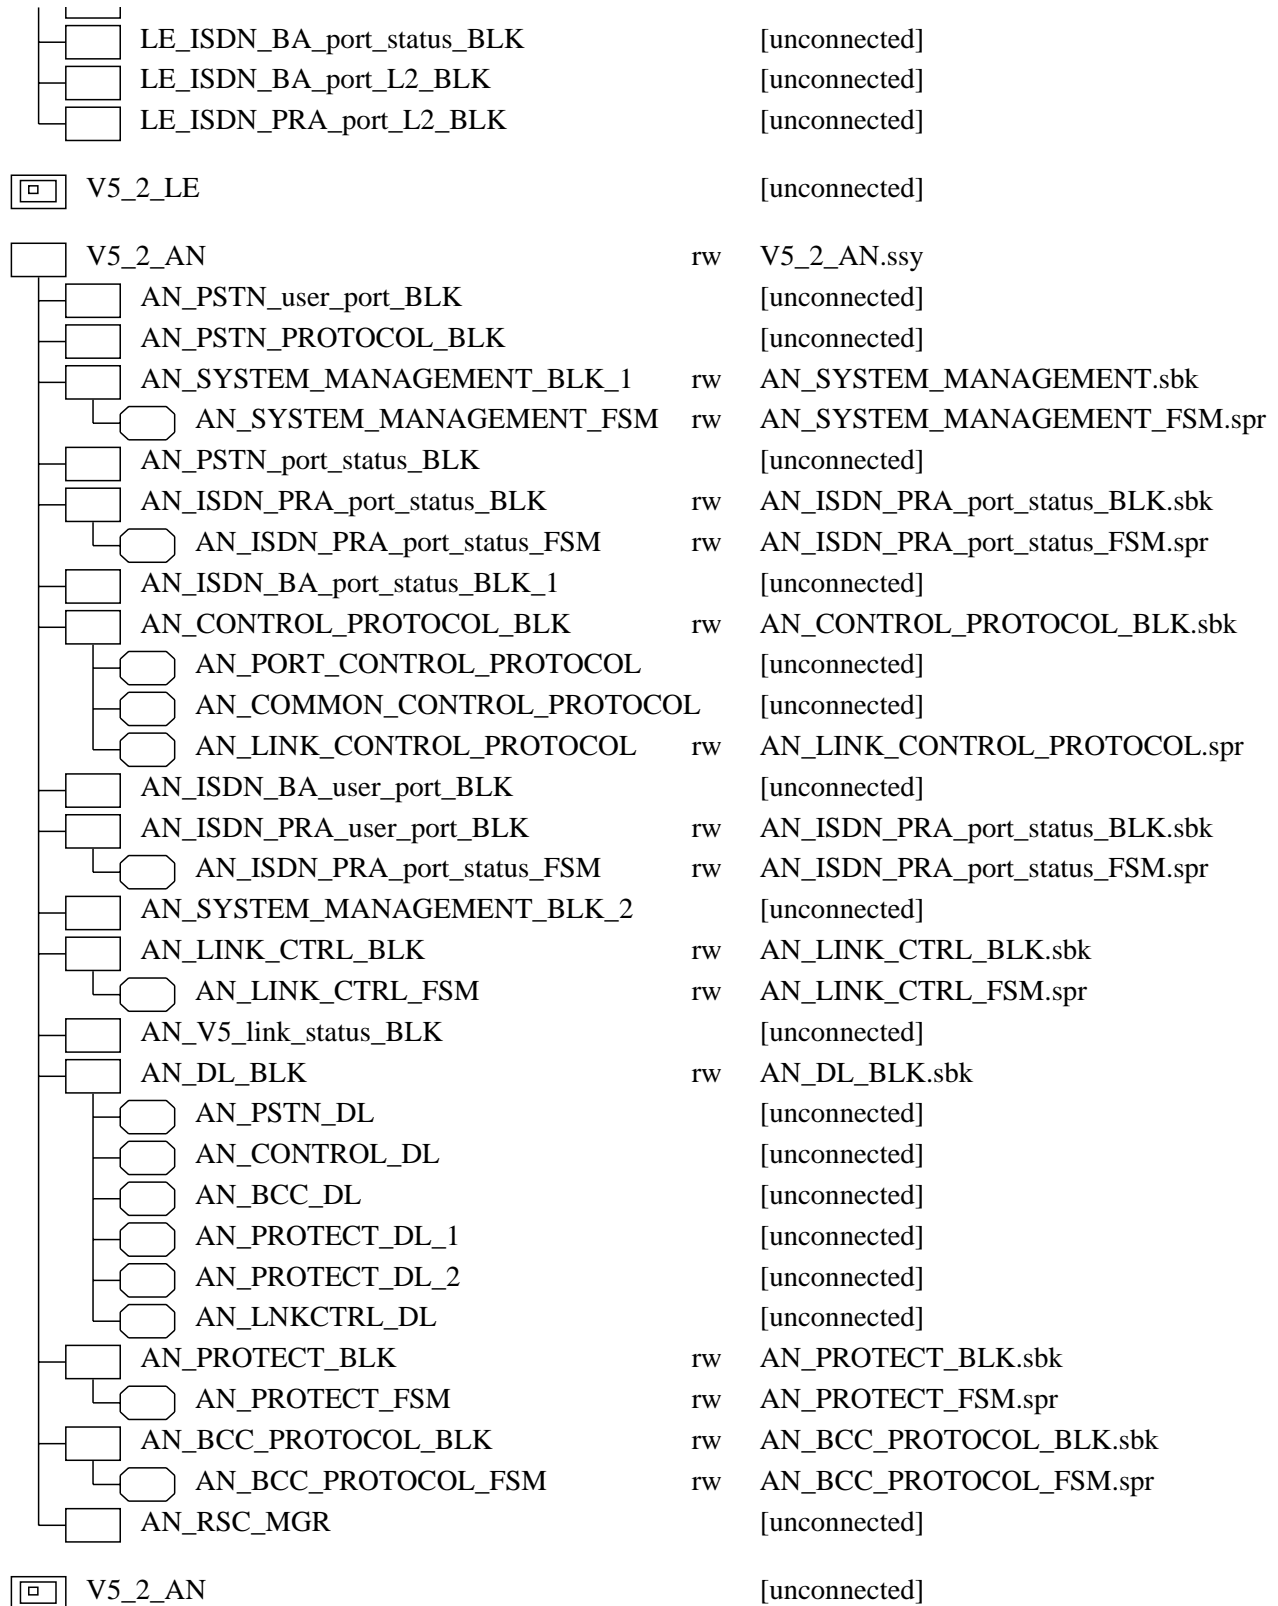 LE_ISDN_BA_port_status_BLK [unconnected]
LE_ISDN_BA_port_L2_BLK [unconnected]
LE_ISDN_PRA_port_L2_BLK [unconnected]
V5_2_LE [unconnected]
V5_2_AN rw V5_2_AN.ssy
AN_PSTN_user_port_BLK [unconnected]
AN_PSTN_PROTOCOL_BLK [unconnected]
AN_SYSTEM_MANAGEMENT_BLK_1 rw AN_SYSTEM_MANAGEMENT.sbk
AN_SYSTEM_MANAGEMENT_FSM rw AN_SYSTEM_MANAGEMENT_FSM.spr
AN_PSTN_port_status_BLK [unconnected]
AN_ISDN_PRA_port_status_BLK rw AN_ISDN_PRA_port_status_BLK.sbk
AN_ISDN_PRA_port_status_FSM rw AN_ISDN_PRA_port_status_FSM.spr
AN_ISDN_BA_port_status_BLK_1 [unconnected]
AN_CONTROL_PROTOCOL_BLK rw AN_CONTROL_PROTOCOL_BLK.sbk
AN_PORT_CONTROL_PROTOCOL [unconnected]
AN_COMMON_CONTROL_PROTOCOL [unconnected]
AN_LINK_CONTROL_PROTOCOL rw AN_LINK_CONTROL_PROTOCOL.spr
AN_ISDN_BA_user_port_BLK [unconnected]
AN_ISDN_PRA_user_port_BLK rw AN_ISDN_PRA_port_status_BLK.sbk
AN_ISDN_PRA_port_status_FSM rw AN_ISDN_PRA_port_status_FSM.spr
AN_SYSTEM_MANAGEMENT_BLK_2 [unconnected]
AN_LINK_CTRL_BLK rw AN_LINK_CTRL_BLK.sbk
AN_LINK_CTRL_FSM rw AN_LINK_CTRL_FSM.spr
AN_V5_link_status_BLK [unconnected]
AN_DL_BLK rw AN_DL_BLK.sbk
AN_PSTN_DL [unconnected]
AN_CONTROL_DL [unconnected]
AN_BCC_DL [unconnected]
AN_PROTECT_DL_1 [unconnected]
AN_PROTECT_DL_2 [unconnected]
AN_LNKCTRL_DL [unconnected]
AN_PROTECT_BLK rw AN_PROTECT_BLK.sbk
AN_PROTECT_FSM rw AN_PROTECT_FSM.spr
AN_BCC_PROTOCOL_BLK rw AN_BCC_PROTOCOL_BLK.sbk
AN_BCC_PROTOCOL_FSM rw AN_BCC_PROTOCOL_FSM.spr
AN_RSC_MGR [unconnected]
V5_2_AN [unconnected]